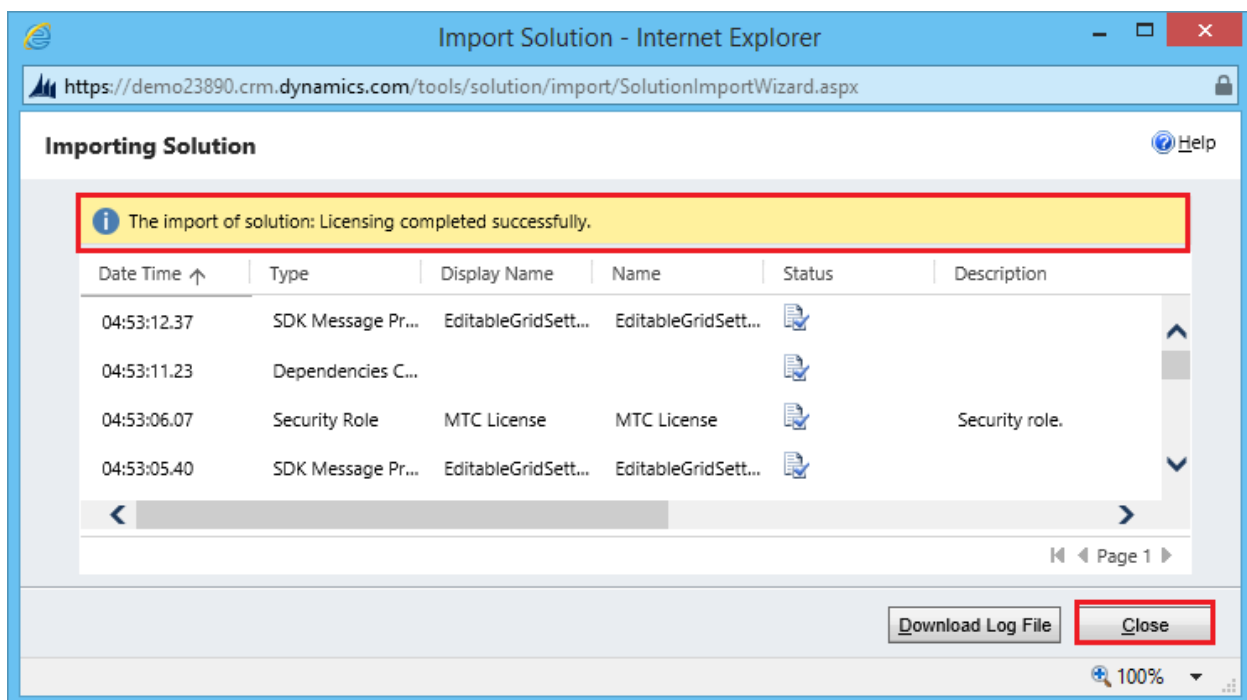 Import Solution - Internet Explorer
https://demo23890.crm.dynamics.com/tools/solution/import/SolutionImportWizard.aspx
Importing Solution
Help
The import of solution: Licensing completed successfully.
Date Time Type Display Name Name Status Description
04:53:12.37 SDK Message Pr... EditableGridSett... EditableGridSett...
04:53:11.23 Dependencies C...
04:53:06.07 Security Role MTC License MTC License Security role.
04:53:05.40 SDK Message Pr... EditableGridSett... EditableGridSett...
Page 1
Download Log File Close
100%